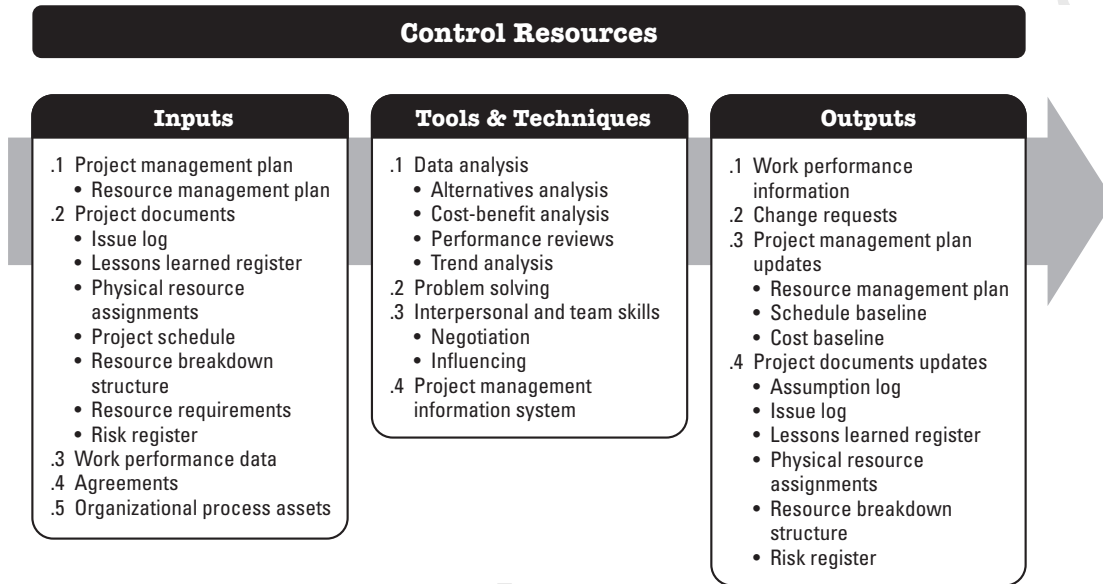 Control Resources
Inputs
.1 Project management plan
• Resource management plan
.2 Project documents
• Issue log
• Lessons learned register
• Physical resource
assignments
• Project schedule
• Resource breakdown
structure
• Resource requirements
• Risk register
.3 Work performance data
.4 Agreements
.5 Organizational process assets
Tools & Techniques
.1 Data analysis
• Alternatives analysis
• Cost-benefit analysis
• Performance reviews
• Trend analysis
.2 Problem solving
.3 Interpersonal and team skills
• Negotiation
• Influencing
.4 Project management
information system
Outputs
.1 Work performance
information
.2 Change requests
.3 Project management plan
updates
• Resource management plan
• Schedule baseline
• Cost baseline
.4 Project documents updates
• Assumption log
• Issue log
• Lessons learned register
• Physical resource
assignments
• Resource breakdown
structure
• Risk register